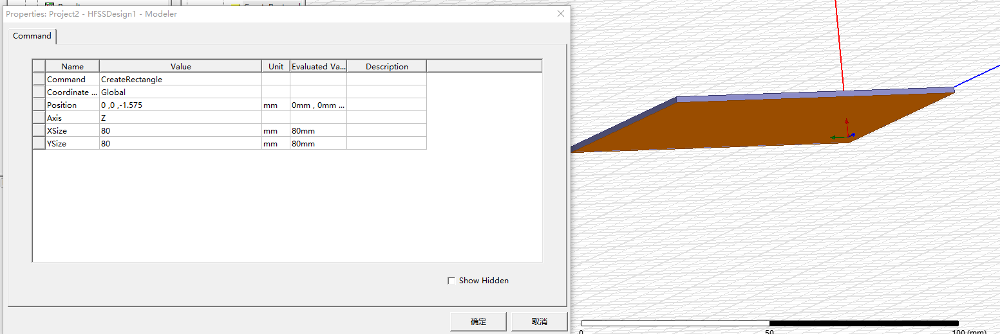 Properties: Project2 - HFSSDesign1 - Modeler
Command
Name Value Unit Evaluated Va... Description
Command CreateRectangle
Coordinate ... Global
Position 0 ,0 ,-1.575 mm 0mm , 0mm ...
Axis Z
XSize 80 mm 80mm
YSize 80 mm 80mm
Show Hidden
确定 取消
0 50 100 (mm)